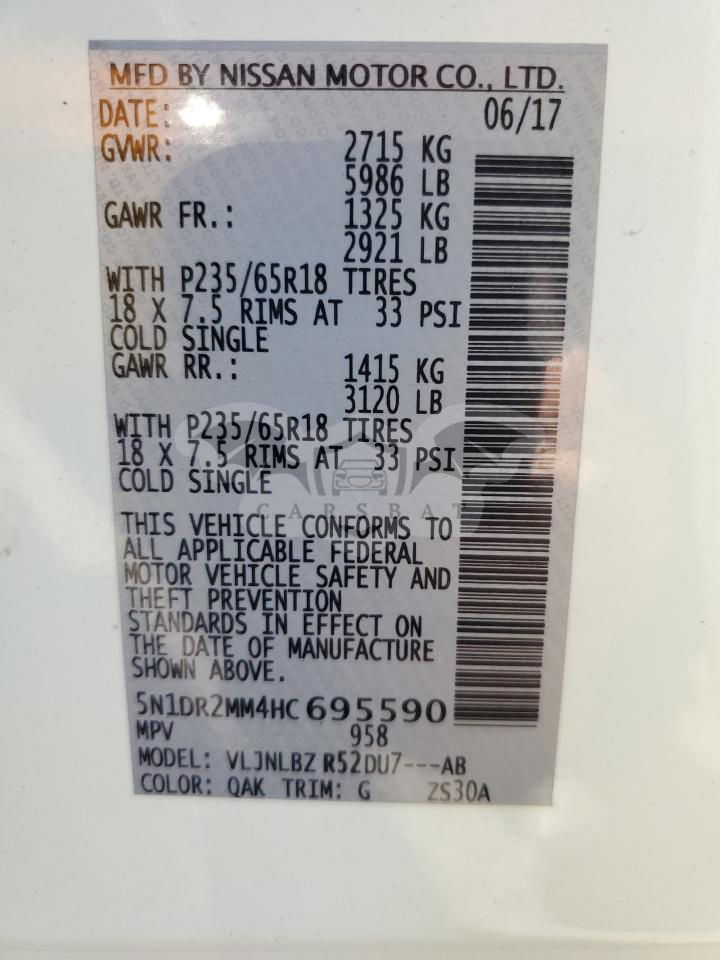 MFD BY NISSAN MOTOR CO., LTD.
DATE: 06/17
GVWR: 2715 KG
5986 LB
GAWR FR.: 1325 KG
2921 LB
WITH P235/65R18 TIRES
18 X 7.5 RIMS AT 33 PSI
COLD SINGLE
GAWR RR.: 1415 KG
3120 LB
WITH P235/65R18 TIRES
18 X 7.5 RIMS AT 33 PSI
COLD SINGLE
CARSBAT
THIS VEHICLE CONFORMS TO
ALL APPLICABLE FEDERAL
MOTOR VEHICLE SAFETY AND
THEFT PREVENTION
STANDARDS IN EFFECT ON
THE DATE OF MANUFACTURE
SHOWN ABOVE.
5N1DR2MM4HC 695590
MPV 958
MODEL: VLJNLBZ R52DU7---AB
COLOR: QAK TRIM: G ZS30A